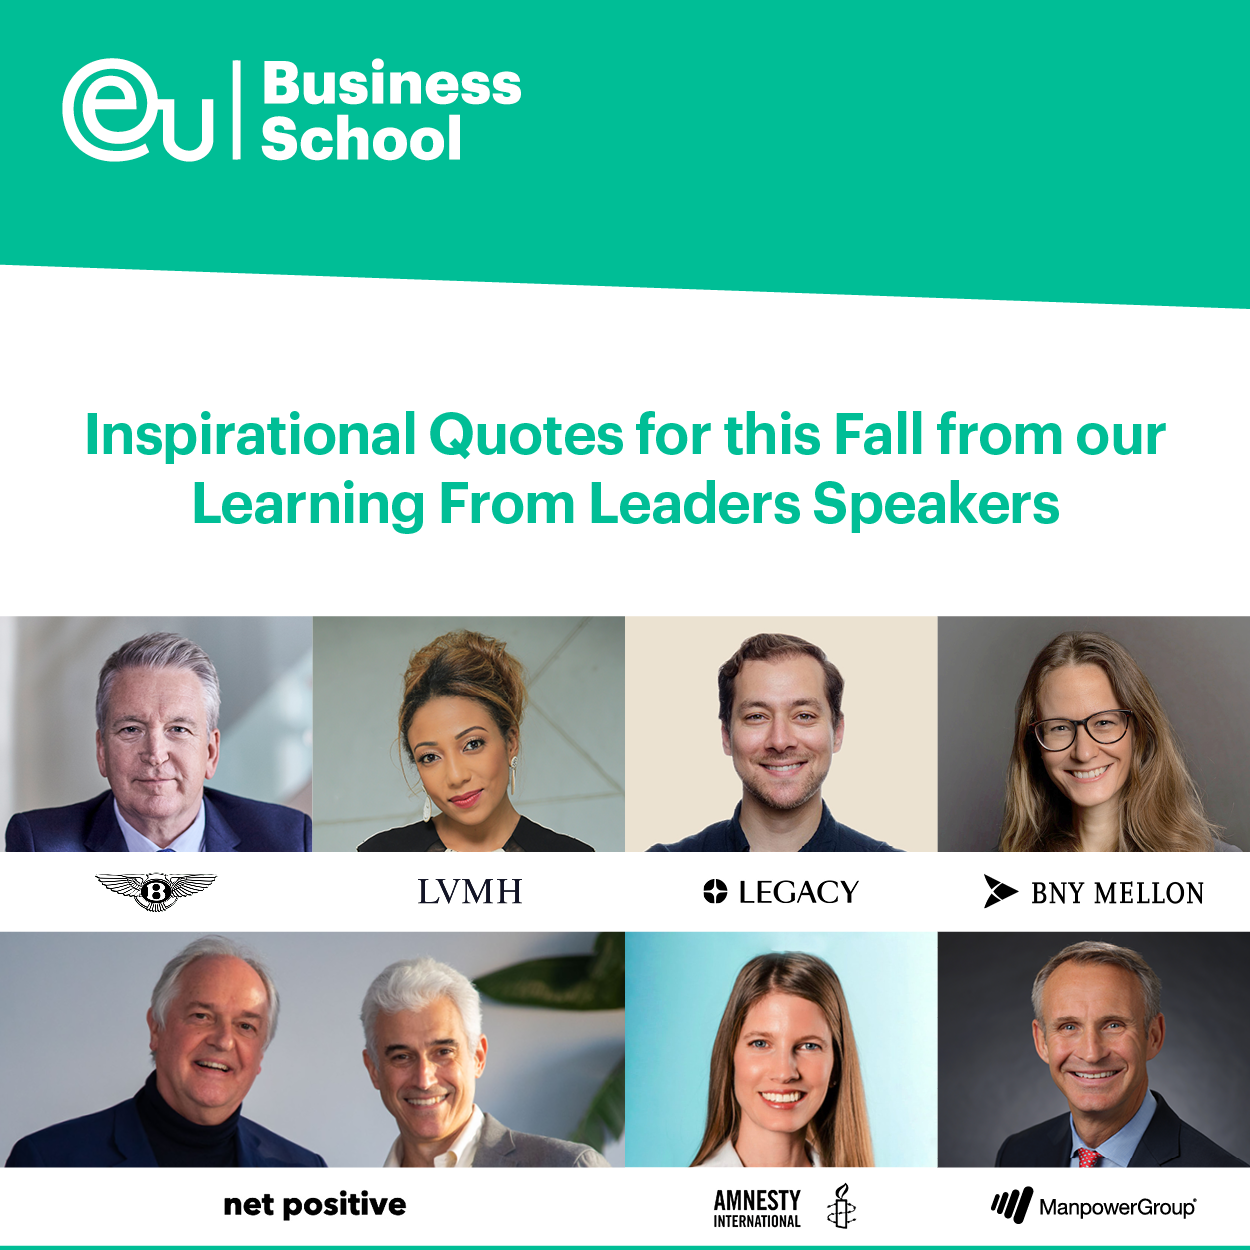 eu Business
School
Inspirational Quotes for this Fall from our
Learning From Leaders Speakers
B
LVMH
LEGACY
BNY MELLON
net positive
AMNESTY
INTERNATIONAL
ManpowerGroup®